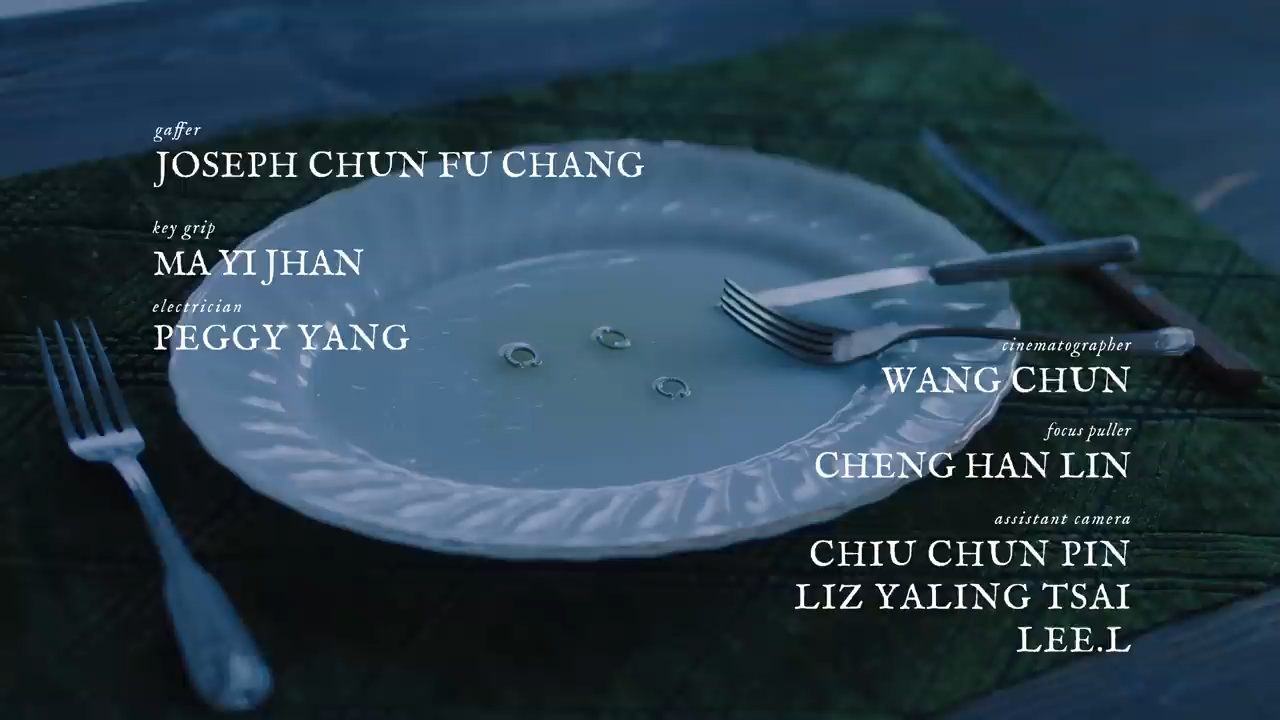 gaffer
JOSEPH CHUN FU CHANG
key grip
MA YI JHAN
electrician
PEGGY YANG
cinematographer
WANG CHUN
focus puller
CHENG HAN LIN
assistant camera
CHIU CHUN PIN
LIZ YALING TSAI
LEE.L